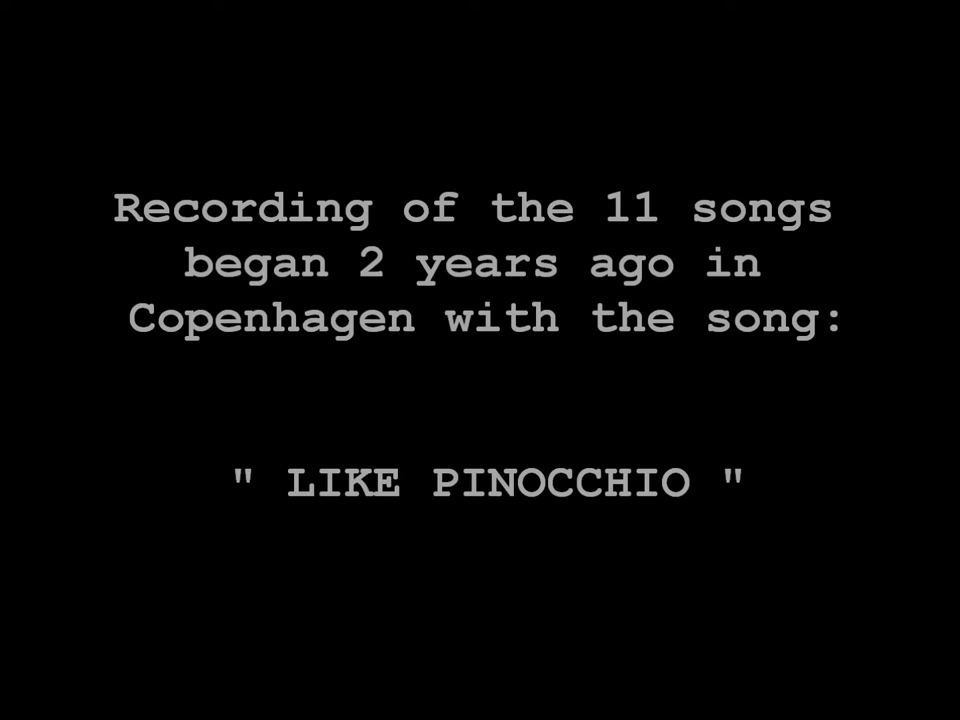 Recording of the 11 songs
began 2 years ago in
Copenhagen with the song:
" LIKE PINOCCHIO "